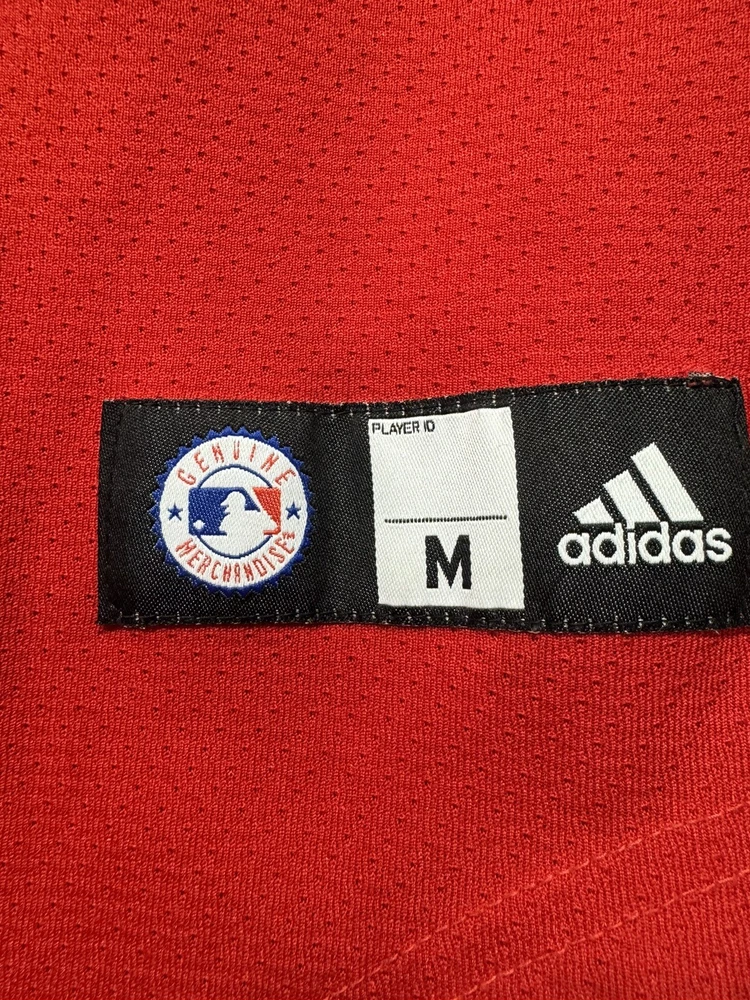 GENUINE
MERCHANDISE
PLAYER ID
M
adidas